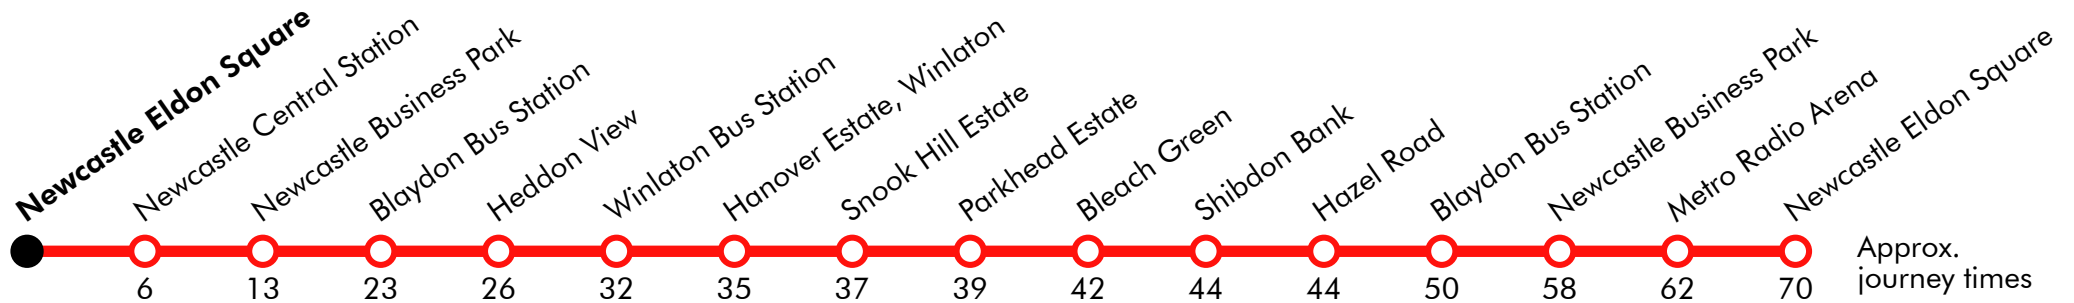 Newcastle Eldon Square
Newcastle Central Station
Newcastle Business Park
Blaydon Bus Station
Heddon View
Winlaton Bus Station
Hanover Estate, Winlaton
Snook Hill Estate
Parkhead Estate
Bleach Green
Shibdon Bank
Hazel Road
Blaydon Bus Station
Newcastle Business Park
Metro Radio Arena
Newcastle Eldon Square
6 13 23 26 32 35 37 39 42 44 44 50 58 62 70
Approx.
journey times